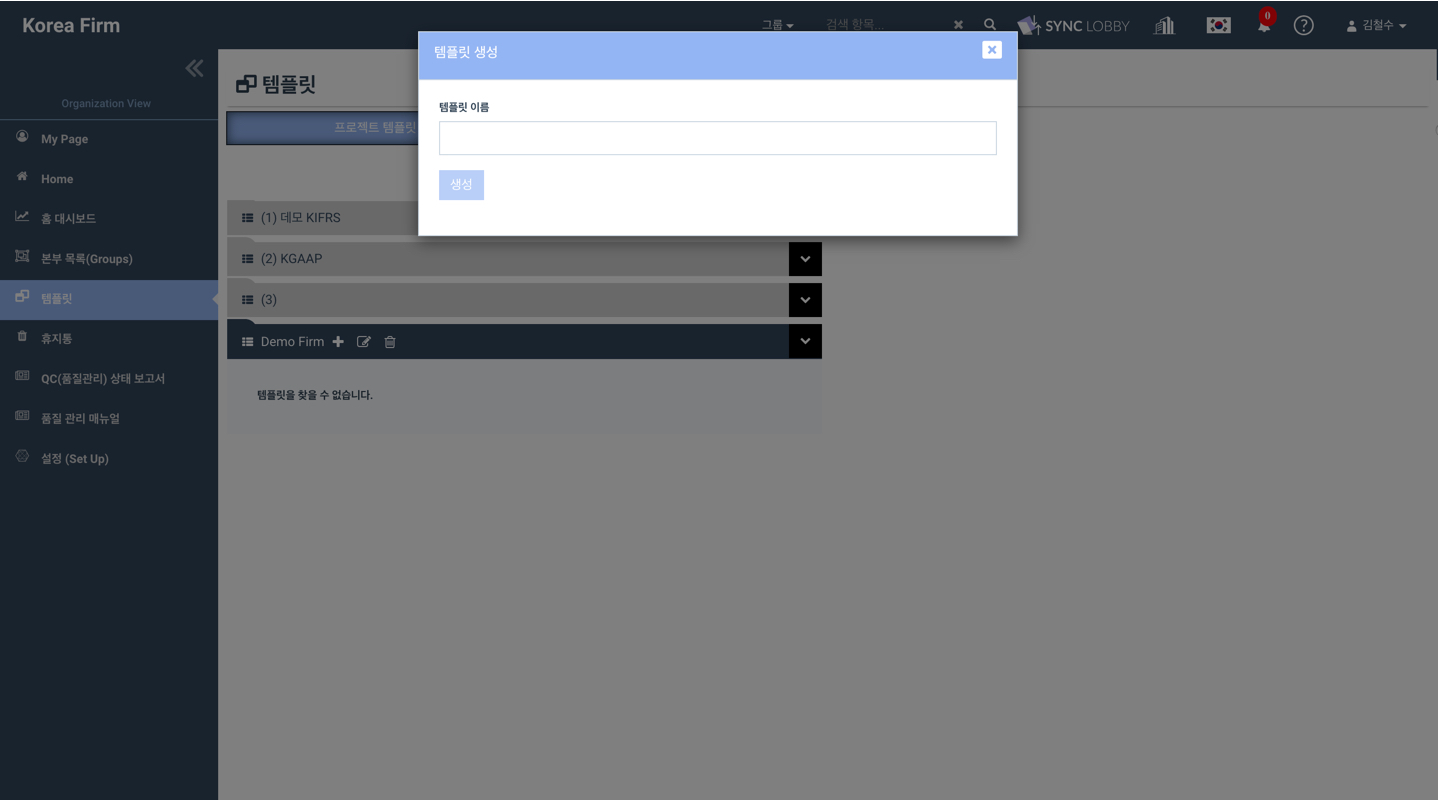 Korea Firm
그룹
검색 항목...
SYNC LOBBY
0
김철수
Organization View
My Page
Home
홈 대시보드
본부 목록(Groups)
템플릿
휴지통
QC(품질관리) 상태 보고서
품질 관리 매뉴얼
설정 (Set Up)
템플릿
프로젝트 템플릿
템플릿 생성
템플릿 이름
생성
(1) 데모 KIFRS
(2) KGAAP
(3)
Demo Firm
템플릿을 찾을 수 없습니다.